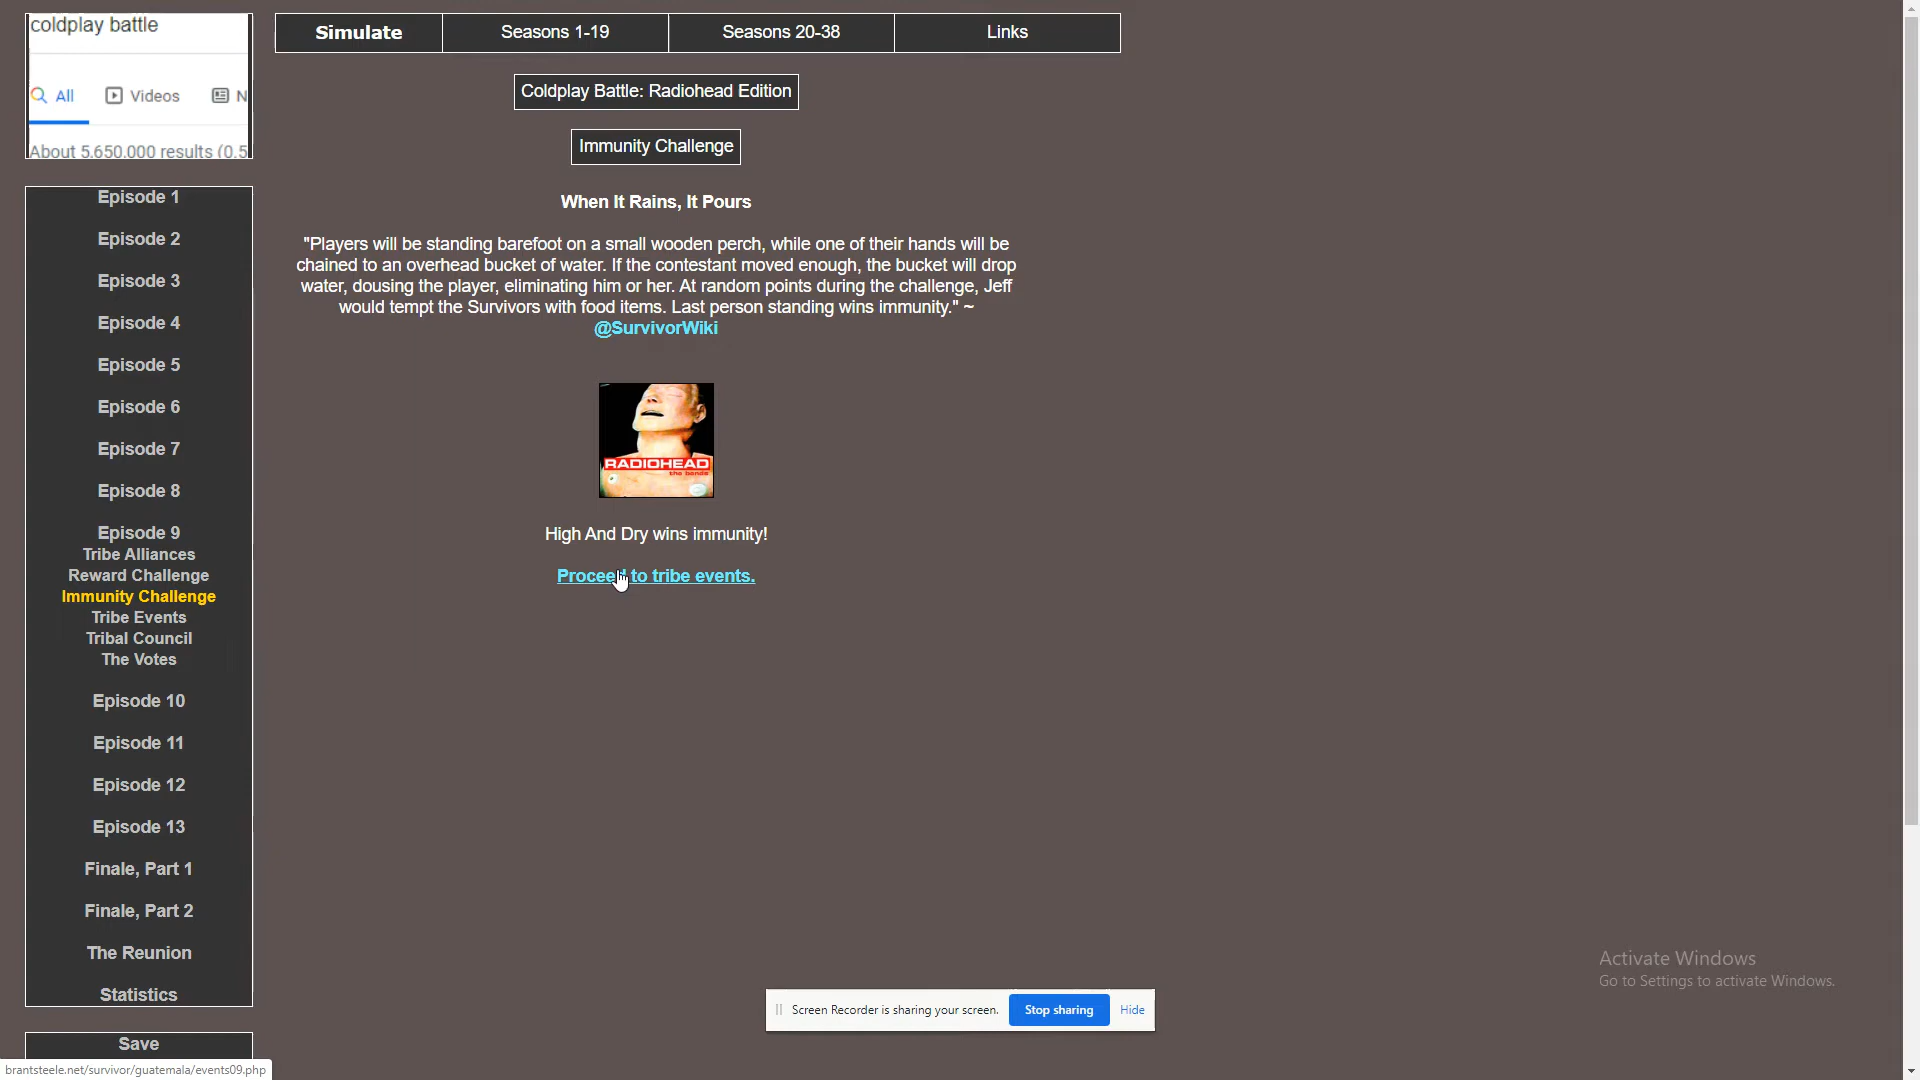 coldplay battle
All
Videos
N
About 5,650,000 results (0.5
Simulate
Seasons 1-19
Seasons 20-38
Links
Coldplay Battle: Radiohead Edition
Immunity Challenge
When It Rains, It Pours
"Players will be standing barefoot on a small wooden perch, while one of their hands will be
chained to an overhead bucket of water. If the contestant moved enough, the bucket will drop
water, dousing the player, eliminating him or her. At random points during the challenge, Jeff
would tempt the Survivors with food items. Last person standing wins immunity." ~
@SurvivorWiki
RADIOHEAD
the bends
High And Dry wins immunity!
Proceed to tribe events.
Episode 1
Episode 2
Episode 3
Episode 4
Episode 5
Episode 6
Episode 7
Episode 8
Episode 9
Tribe Alliances
Reward Challenge
Immunity Challenge
Tribe Events
Tribal Council
The Votes
Episode 10
Episode 11
Episode 12
Episode 13
Finale, Part 1
Finale, Part 2
The Reunion
Statistics
Save
Activate Windows
Go to Settings to activate Windows.
Screen Recorder is sharing your screen.
Stop sharing
Hide
brantsteele.net/survivor/guatemala/events09.php